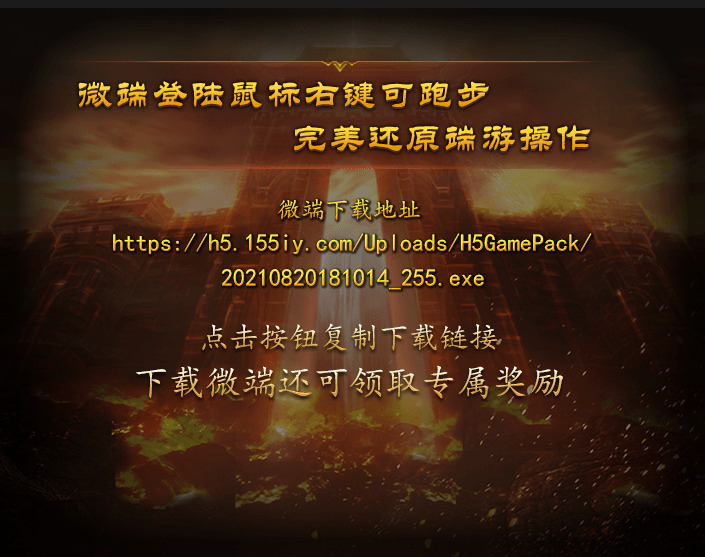 微端登陆鼠标右键可跑步
完美还原端游操作
微端下载地址
https://h5.155iy.com/Uploads/H5GamePack/
20210820181014_255.exe
点击按钮复制下载链接
下载微端还可领取专属奖励